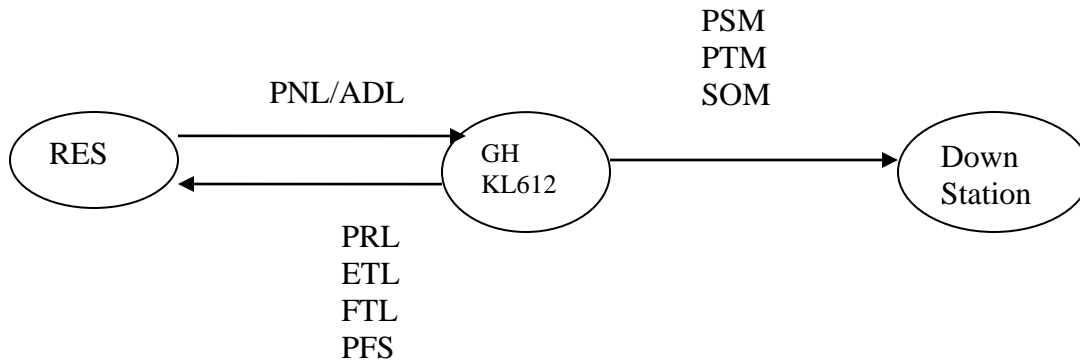 PSM
PTM
SOM
PNL/ADL
RES
GH
KL612
Down
Station
PRL
ETL
FTL
PFS